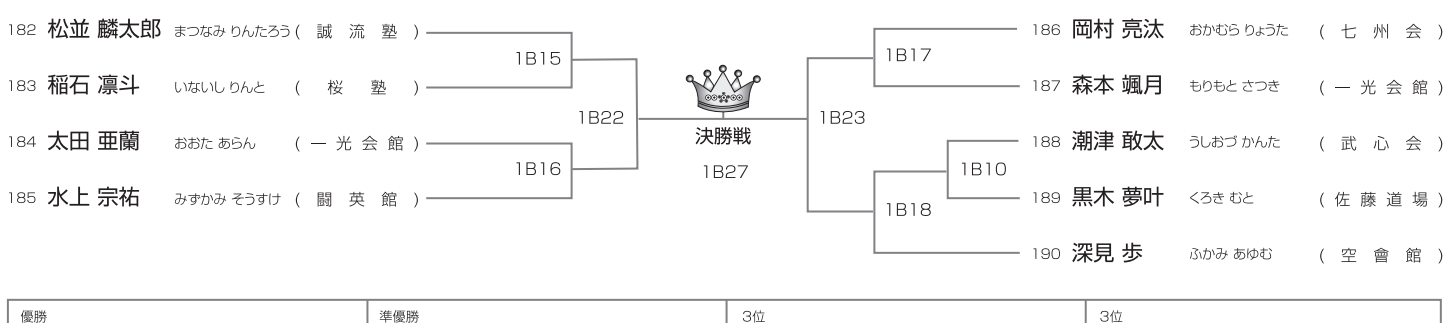 182 松並 麟太郎 まつなみ りんたろう ( 誠 流 塾 )
183 稲石 凛斗 いないし りんと ( 桜 塾 )
184 太田 亜蘭 おおた あらん ( 一 光 会 館 )
185 水上 宗祐 みずかみ そうすけ ( 闘 英 館 )
1B15
1B16
1B22
決勝戦
1B27
1B23
1B17
1B10
1B18
186 岡村 亮汰 おかむら りょうた ( 七 州 会 )
187 森本 颯月 もりもと さつき ( 一 光 会 館 )
188 潮津 敢太 うしおづ かんた ( 武 心 会 )
189 黒木 夢叶 くろき むと ( 佐 藤 道 場 )
190 深見 歩 ふかみ あゆむ ( 空 會 館 )
優勝 準優勝 3位 3位